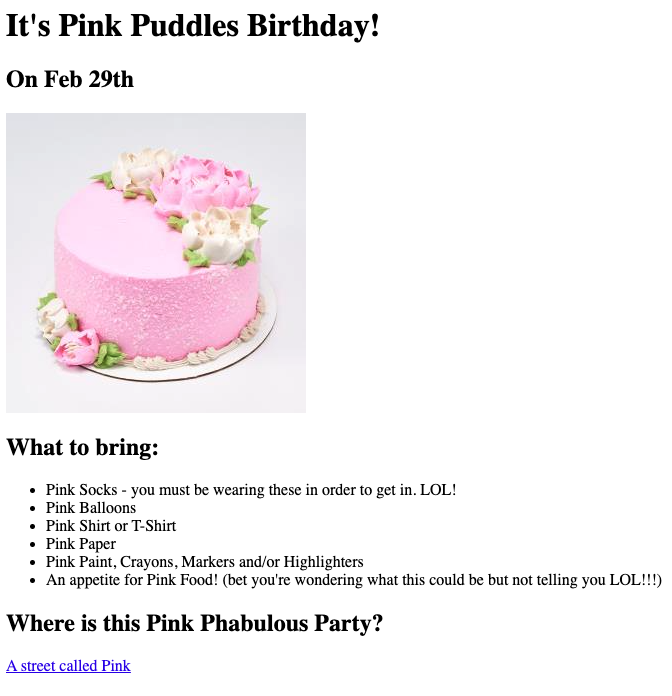 It's Pink Puddles Birthday!
On Feb 29th
What to bring:
Pink Socks - you must be wearing these in order to get in. LOL!
Pink Balloons
Pink Shirt or T-Shirt
Pink Paper
Pink Paint, Crayons, Markers and/or Highlighters
An appetite for Pink Food! (bet you're wondering what this could be but not telling you LOL!!!)
Where is this Pink Phabulous Party?
A street called Pink